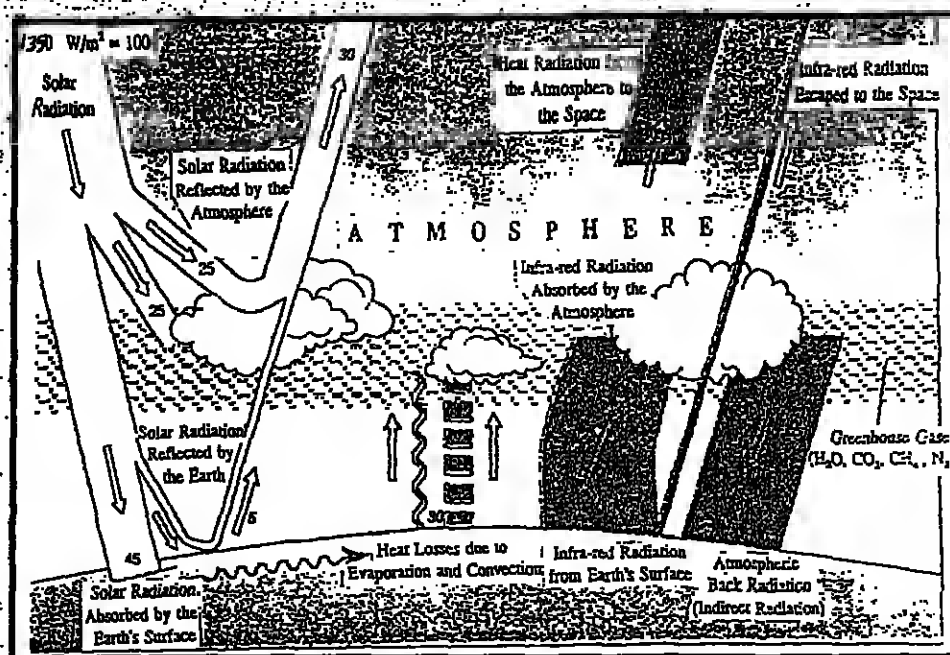 1350 W/m² = 100
Solar
Radiation
30
Heat Radiation from
the Atmosphere to
the Space
Infra-red Radiation
Escaped to the Space
Solar Radiation
Reflected by the
Atmosphere
25
25
ATMOSPHERE
Infra-red Radiation
Absorbed by the
Atmosphere
Solar Radiation
Reflected by
the Earth
5
45
30
Greenhouse Gase
(H₂O, CO₂, CH₄, N
Heat Losses due to
Evaporation and Convection
Infra-red Radiation
from Earth's Surface
Atmospheric
Back Radiation
(Indirect Radiation)
Solar Radiation
Absorbed by the
Earth's Surface